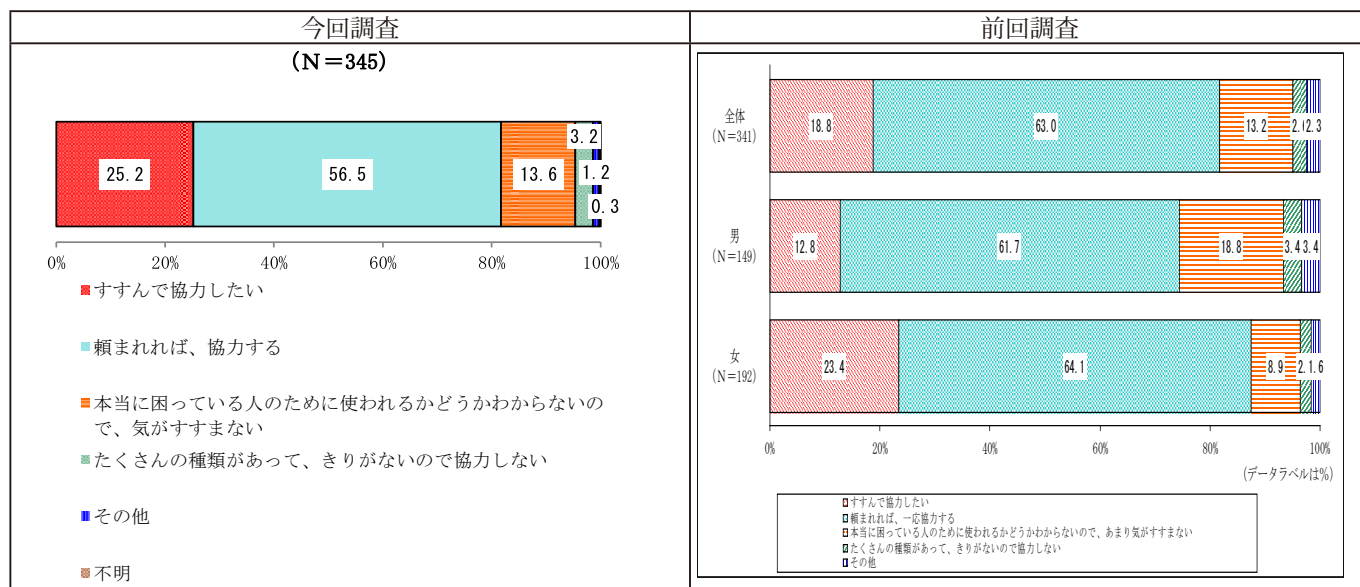 今回調査
前回調査
(N＝345)
25.2
56.5
13.6
3.2
1.2
0.3
0%
20%
40%
60%
80%
100%
すすんで協力したい
頼まれれば、協力する
本当に困っている人のために使われるかどうかわからないの
で、気がすすまない
たくさんの種類があって、きりがないので協力しない
その他
不明
全体
(N=341)
18.8
63.0
13.2
2.3
男
(N=149)
12.8
61.7
18.8
3.4
3.4
女
(N=192)
23.4
64.1
8.9
2.1
1.6
0%
20%
40%
60%
80%
100%
(データラベルは%)
すすんで協力したい
頼まれれば、一応協力する
本当に困っている人のために使われるかどうかわからないので、あまり気がすすまない
たくさんの種類があって、きりがないので協力しない
その他